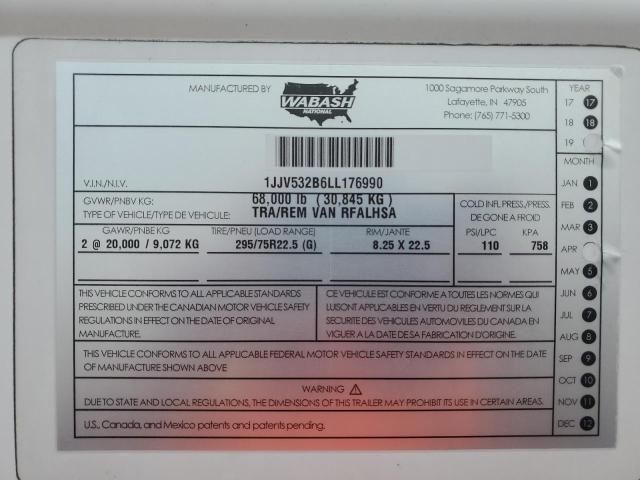 MANUFACTURED BY
WABASH
NATIONAL
1000 Sagamore Parkway South
Lafayette, IN 47905
Phone: (765) 771-5300
V.I.N./N.I.V.
1JJV532B6LL176990
GVWR/PNBV KG:
68,000 lb ( 30,845 KG )
TYPE OF VEHICLE/TYPE DE VEHICULE:
TRA/REM VAN RFALHSA
COLD INFL.PRESS./PRESS.
DE GONE A FROID
GAWR/PNBE KG
TIRE/PNEU (LOAD RANGE)
RIM/JANTE
PSI/LPC
KPA
2 @ 20,000 / 9,072 KG
295/75R22.5 (G)
8.25 X 22.5
110
758
THIS VEHICLE CONFORMS TO ALL APPLICABLE STANDARDS
PRESCRIBED UNDER THE CANADIAN MOTOR VEHICLE SAFETY
REGULATIONS IN EFFECT ON THE DATE OF ORIGINAL
MANUFACTURE.
CE VEHICULE EST CONFORME A TOUTES LES NORMES QUI
LUISONT APPLICABLES EN VERTU DU REGLEMENT SUR LA
SECURITE DES VEHICULES AUTOMOVILES DU CANADA EN
VIGUER A LA DATE DE SA FABRICATION D'ORIGINE.
THIS VEHICLE CONFORMS TO ALL APPLICABLE FEDERAL MOTOR VEHICLE SAFETY STANDARDS IN EFFECT ON THE DATE
OF MANUFACTURE SHOWN ABOVE
WARNING
DUE TO STATE AND LOCAL REGULATIONS, THE DIMENSIONS OF THIS TRAILER MAY PROHIBIT ITS USE IN CERTAIN AREAS.
U.S., Canada, and Mexico patents and patents pending.
YEAR
17 17
18 18
19
MONTH
JAN 1
FEB 2
MAR 3
APR
MAY 5
JUN 6
JUL 7
AUG 8
SEP 9
OCT 10
NOV 11
DEC 12